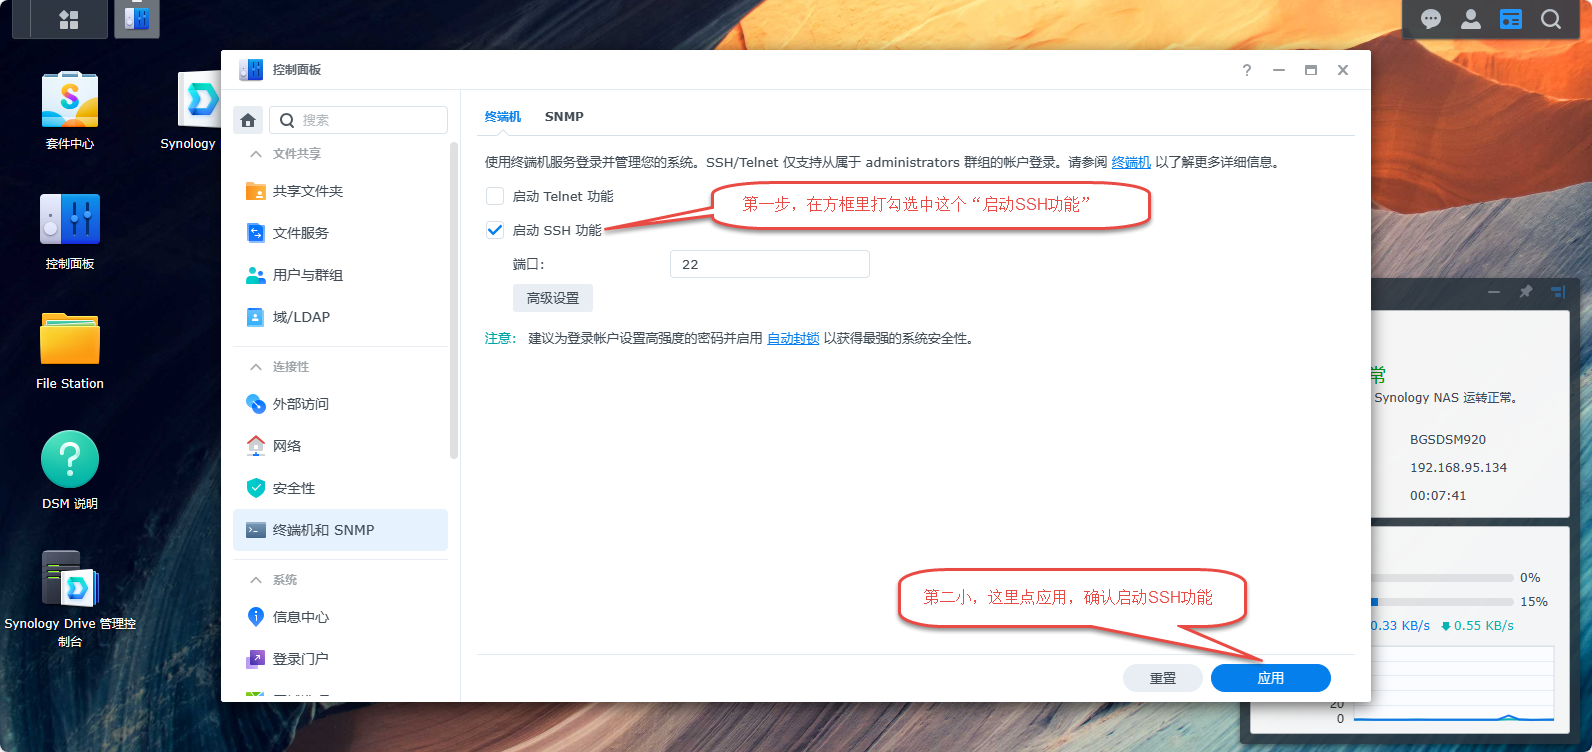 套件中心
Synology
控制面板
File Station
DSM 说明
Synology Drive 管理控
制台
控制面板
搜索
文件共享
共享文件夹
文件服务
用户与群组
域/LDAP
连接性
外部访问
网络
安全性
终端机和 SNMP
系统
信息中心
登录门户
终端机
SNMP
使用终端机服务登录并管理您的系统。SSH/Telnet 仅支持从属于 administrators 群组的帐户登录。请参阅 终端机 以了解更多详细信息。
启动 Telnet 功能
第一步，在方框里打勾选中这个“启动SSH功能”
启动 SSH 功能
端口:
22
高级设置
注意: 建议为登录帐户设置高强度的密码并启用 自动封锁 以获得最强的系统安全性。
第二小，这里点应用，确认启动SSH功能
重置
应用
常
Synology NAS 运转正常。
BGSDSM920
192.168.95.134
00:07:41
0%
15%
0.33 KB/s
0.55 KB/s
20
0